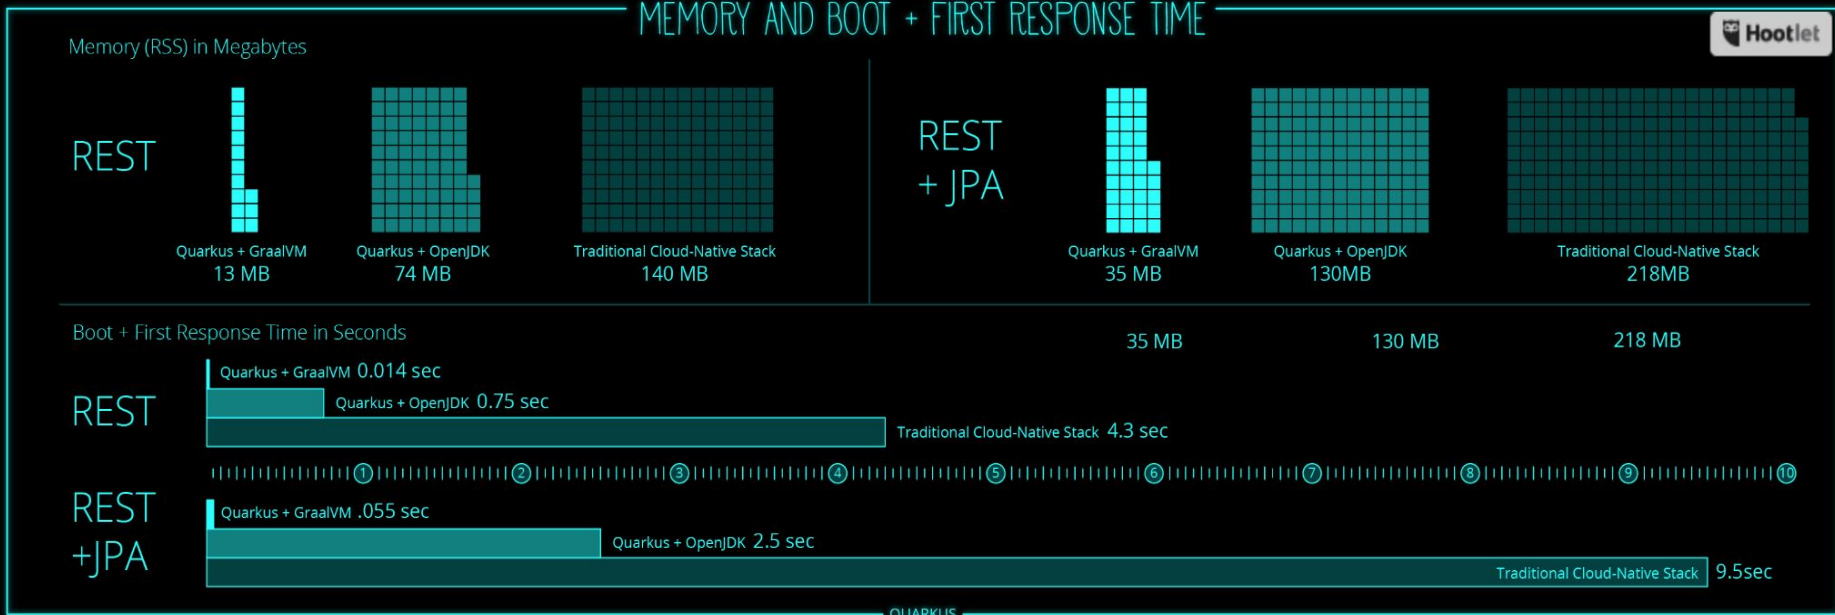 MEMORY AND BOOT + FIRST RESPONSE TIME
Hootlet
Memory (RSS) in Megabytes
REST
Quarkus + GraalVM
13 MB
Quarkus + OpenJDK
74 MB
Traditional Cloud-Native Stack
140 MB
REST
+ JPA
Quarkus + GraalVM
35 MB
Quarkus + OpenJDK
130MB
Traditional Cloud-Native Stack
218MB
Boot + First Response Time in Seconds
35 MB
130 MB
218 MB
REST
Quarkus + GraalVM 0.014 sec
Quarkus + OpenJDK 0.75 sec
Traditional Cloud-Native Stack 4.3 sec
1 2 3 4 5 6 7 8 9 10
REST
+JPA
Quarkus + GraalVM .055 sec
Quarkus + OpenJDK 2.5 sec
Traditional Cloud-Native Stack 9.5sec
QUARKUS